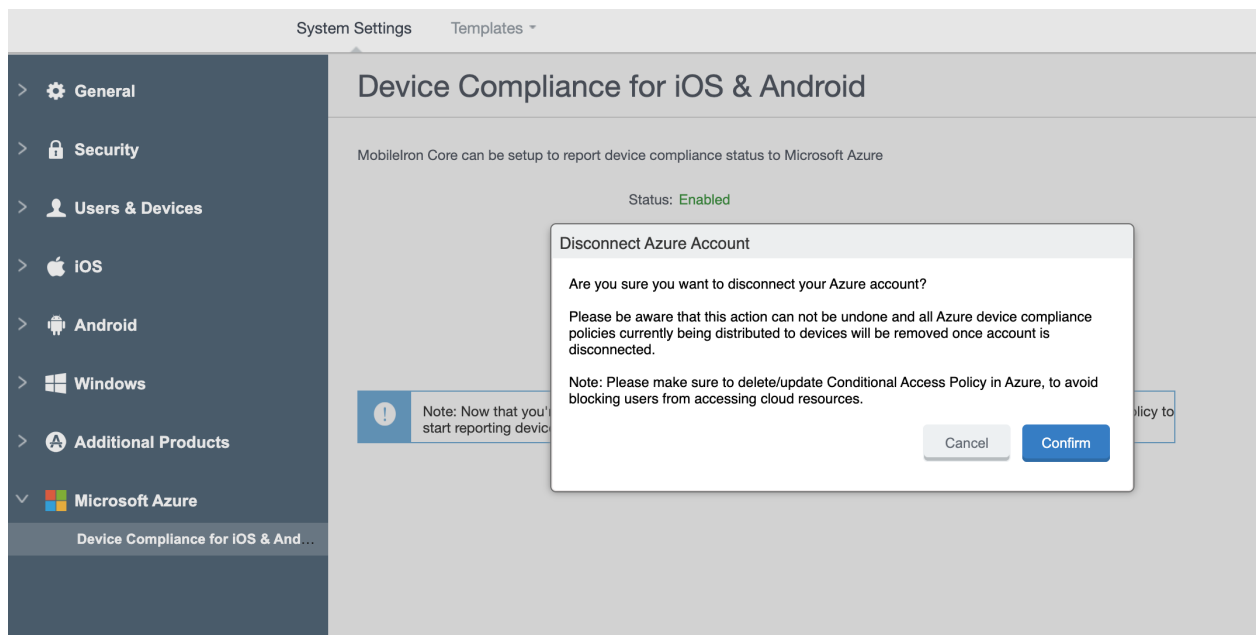 System Settings
Templates
General
Security
Users & Devices
iOS
Android
Windows
Additional Products
Microsoft Azure
Device Compliance for iOS & And...
Device Compliance for iOS & Android
MobileIron Core can be setup to report device compliance status to Microsoft Azure
Status: Enabled
Disconnect Azure Account
Are you sure you want to disconnect your Azure account?
Please be aware that this action can not be undone and all Azure device compliance
policies currently being distributed to devices will be removed once account is
disconnected.
Note: Please make sure to delete/update Conditional Access Policy in Azure, to avoid
blocking users from accessing cloud resources.
Cancel
Confirm
Note: Now that you'
licy to
start reporting devic